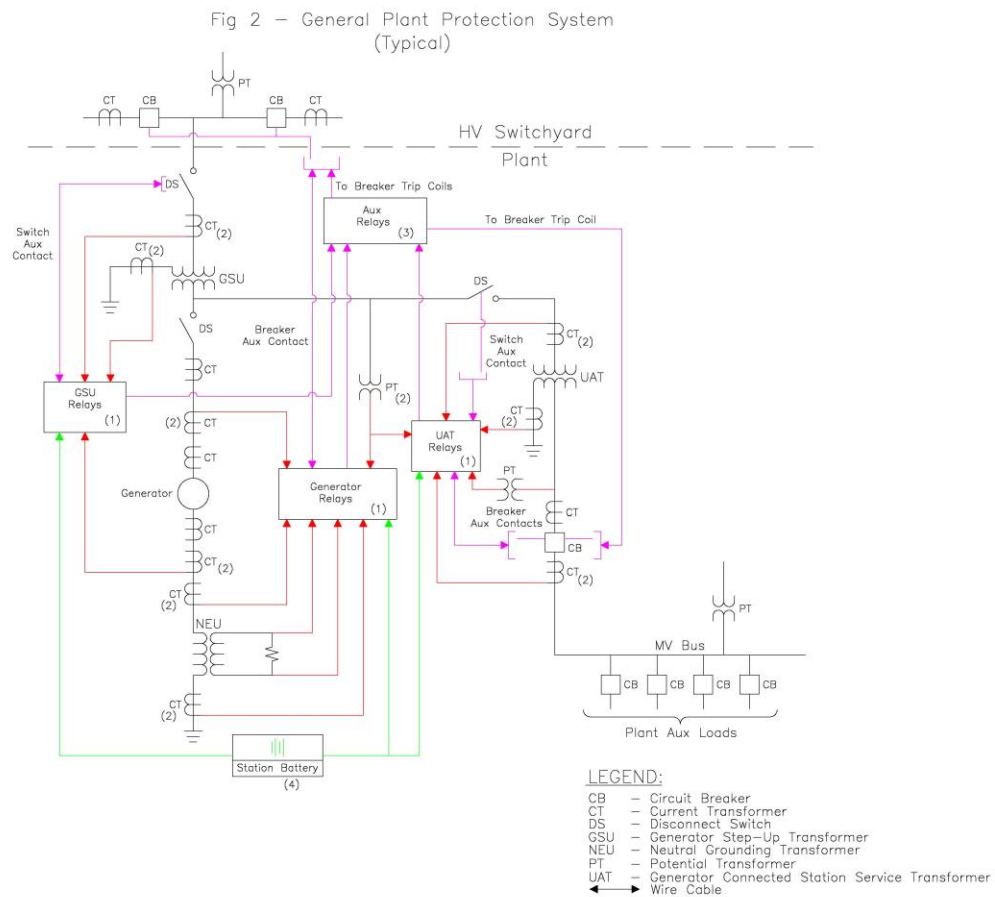 Fig 2 – General Plant Protection System
(Typical)
PT
CT
CB
CB
CT
HV Switchyard
Plant
DS
To Breaker Trip Coils
Aux
Relays
(3)
To Breaker Trip Coil
Switch
Aux
Contact
CT
(2)
CT
(2)
GSU
DS
DS
Breaker
Aux Contact
Switch
Aux
Contact
CT
(2)
CT
PT
(2)
UAT
GSU
Relays
(1)
(2)
CT
CT
(2)
UAT
Relays
(1)
CT
PT
Generator
Generator
Relays
(1)
Breaker
Aux Contacts
CT
CT
CB
CT
(2)
CT
(2)
CT
(2)
PT
NEU
MV Bus
CB
CB
CB
CB
CT
(2)
Plant Aux Loads
Station Battery
(4)
LEGEND:
CB – Circuit Breaker
CT – Current Transformer
DS – Disconnect Switch
GSU – Generator Step–Up Transformer
NEU – Neutral Grounding Transformer
PT – Potential Transformer
UAT – Generator Connected Station Service Transformer
Wire Cable